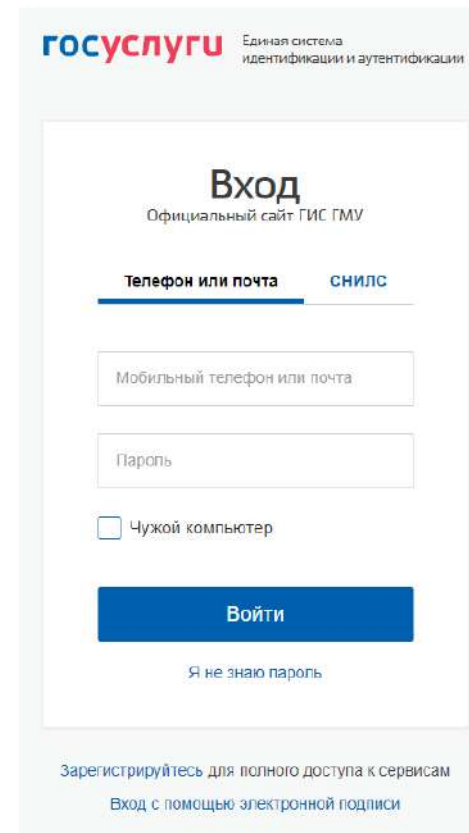 госуслуги
Единая система
идентификации и аутентификации
Вход
Официальный сайт ГИС ГМУ
Телефон или почта СНИЛС
Мобильный телефон или почта
Пароль
Чужой компьютер
Войти
Я не знаю пароль
Зарегистрируйтесь для полного доступа к сервисам
Вход с помощью электронной подписи